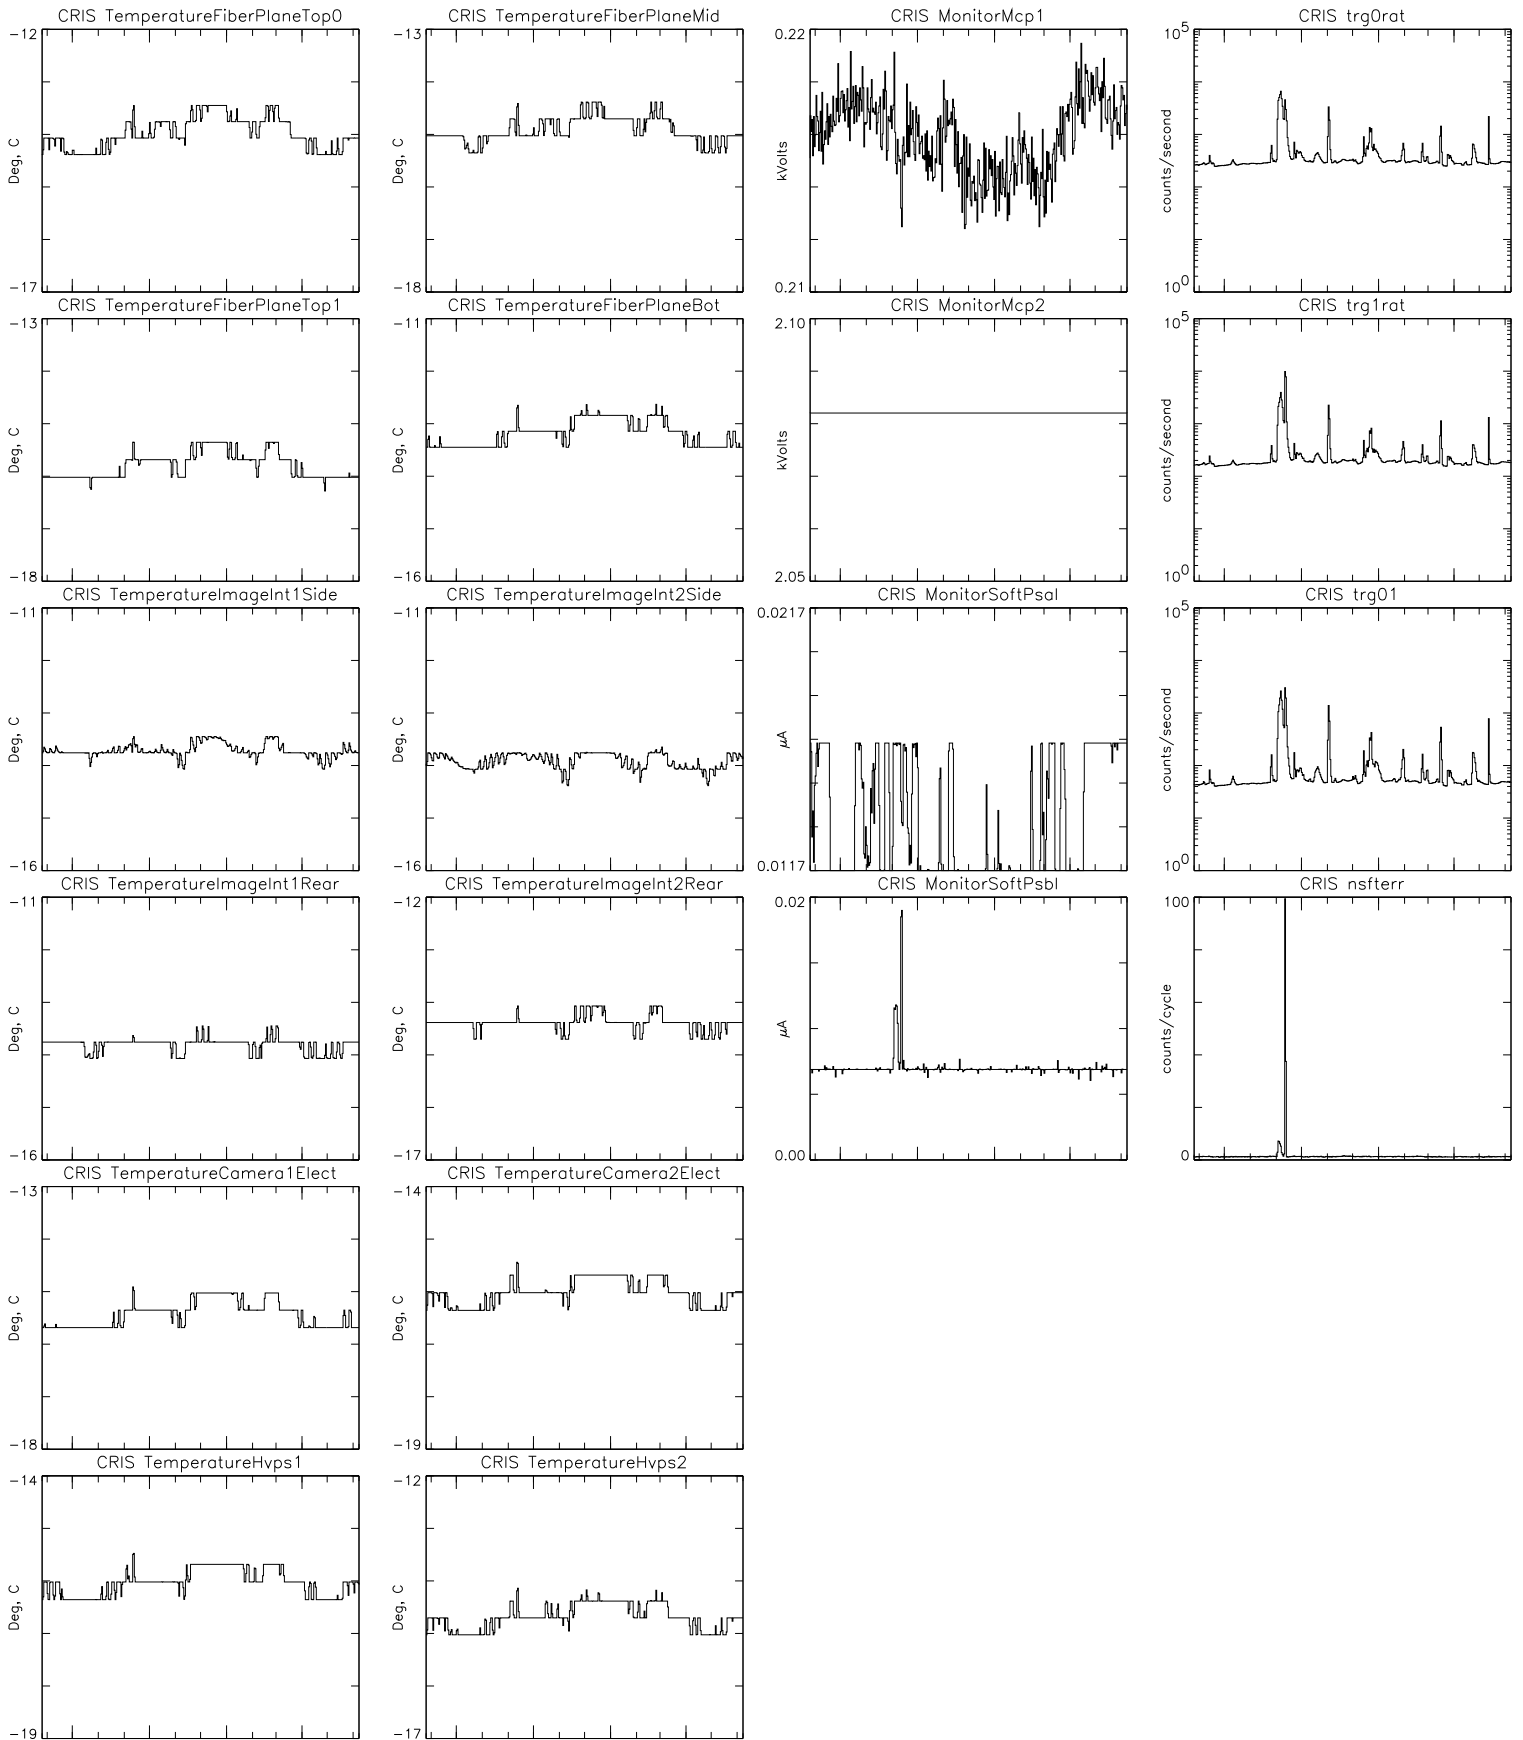 CRIS TemperatureFiberPlaneTop0
−12
Deg, C
−17
CRIS TemperatureFiberPlaneMid
−13
Deg, C
−18
CRIS MonitorMcp1
0.22
kVolts
0.21
CRIS trg0rat
10^5
counts/second
10^0
CRIS TemperatureFiberPlaneTop1
−13
Deg, C
−18
CRIS TemperatureFiberPlaneBot
−11
Deg, C
−16
CRIS MonitorMcp2
2.10
kVolts
2.05
CRIS trg1rat
10^5
counts/second
10^0
CRIS TemperatureImageInt1Side
−11
Deg, C
−16
CRIS TemperatureImageInt2Side
−11
Deg, C
−16
CRIS MonitorSoftPsaI
0.0217
μA
0.0117
CRIS trg01
10^5
counts/second
10^0
CRIS TemperatureImageInt1Rear
−11
Deg, C
−16
CRIS TemperatureImageInt2Rear
−12
Deg, C
−17
CRIS MonitorSoftPsbI
0.02
μA
0.00
CRIS nsfterr
100
counts/cycle
0
CRIS TemperatureCamera1Elect
−13
Deg, C
−18
CRIS TemperatureCamera2Elect
−14
Deg, C
−19
CRIS TemperatureHvps1
−14
Deg, C
−19
CRIS TemperatureHvps2
−12
Deg, C
−17